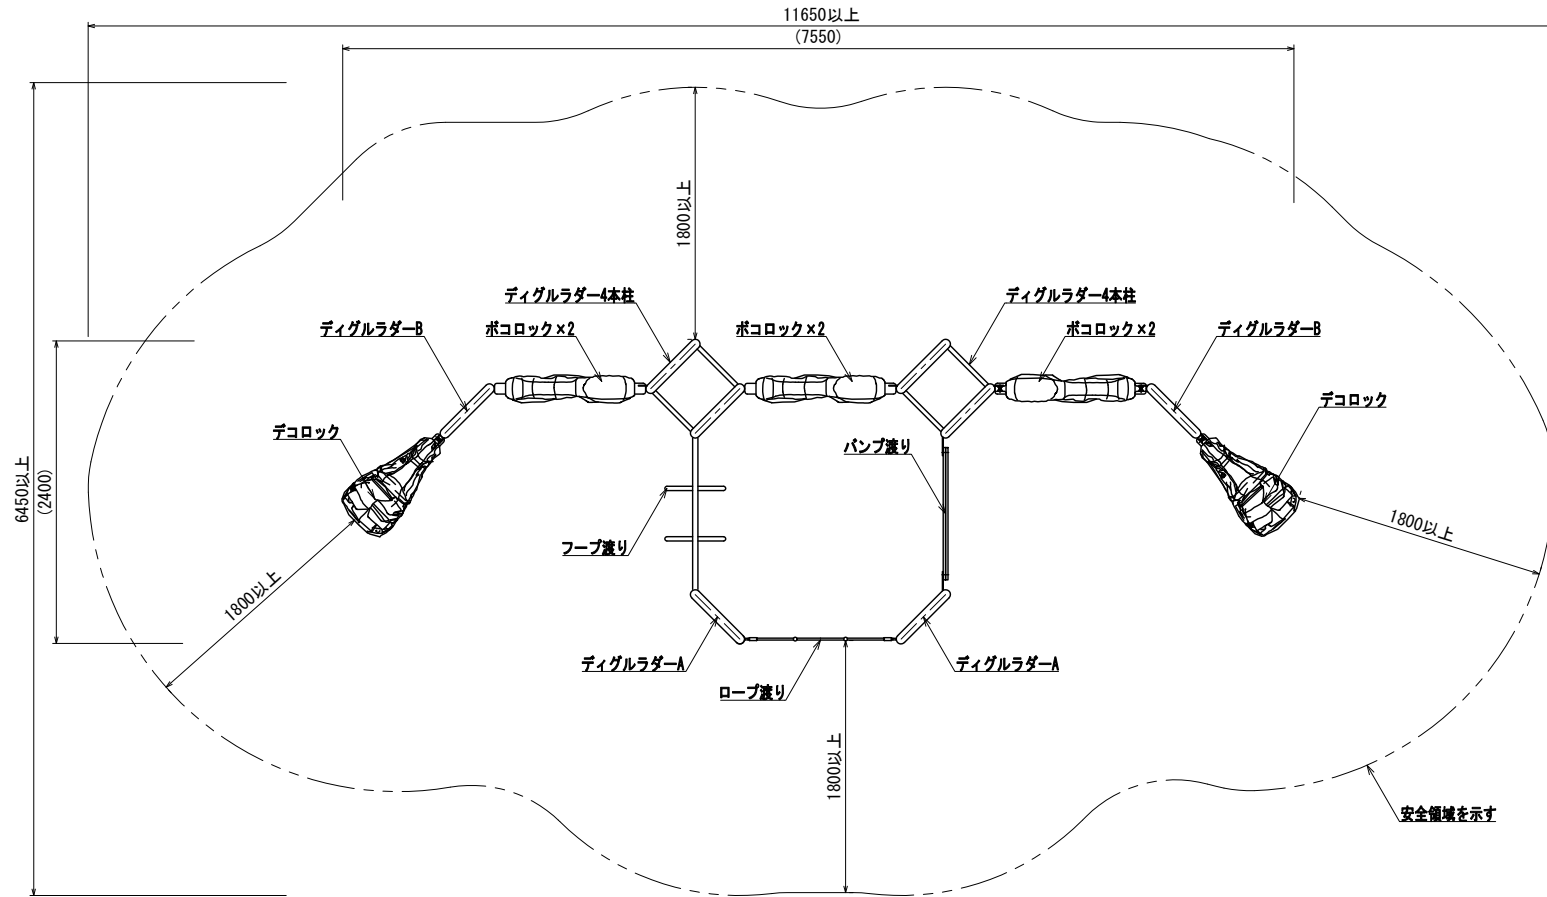 11650以上
(7550)
1800以上
ディグルラダー4本柱
ディグルラダー4本柱
ディグルラダーB
ボコロック×2
ボコロック×2
ボコロック×2
ディグルラダーB
デコロック
デコロック
バンプ渡り
6450以上
(2400)
フープ渡り
1800以上
1800以上
ディグルラダーA
ディグルラダーA
ロープ渡り
1800以上
安全領域を示す